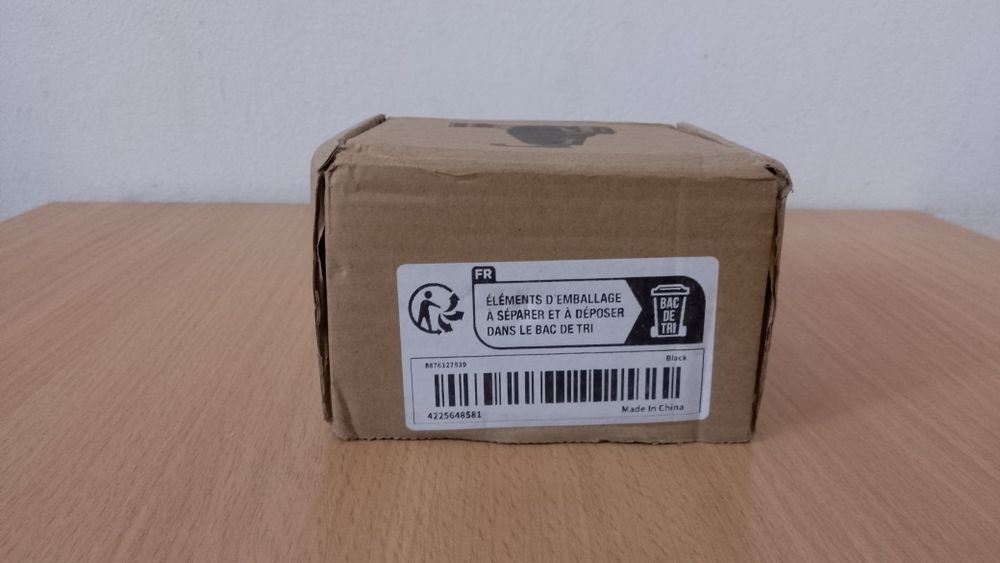 FR
ÉLÉMENTS D'EMBALLAGE
À SÉPARER ET À DÉPOSER
DANS LE BAC DE TRI
BAC
DE
TRI
8876127839 Black
4225648581 Made In China